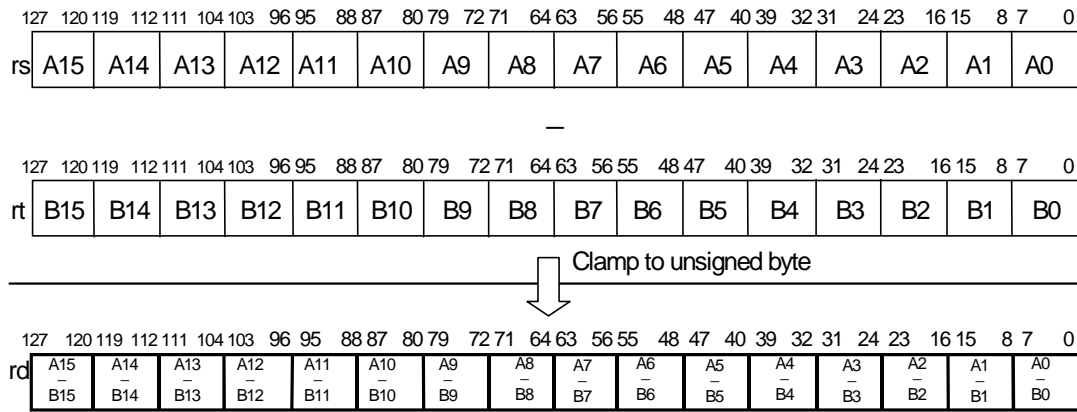 127 120 119 112 111 104 103 96 95 88 87 80 79 72 71 64 63 56 55 48 47 40 39 32 31 24 23 16 15 8 7 0
rs A15 A14 A13 A12 A11 A10 A9 A8 A7 A6 A5 A4 A3 A2 A1 A0
–
127 120 119 112 111 104 103 96 95 88 87 80 79 72 71 64 63 56 55 48 47 40 39 32 31 24 23 16 15 8 7 0
rt B15 B14 B13 B12 B11 B10 B9 B8 B7 B6 B5 B4 B3 B2 B1 B0
Clamp to unsigned byte
127 120 119 112 111 104 103 96 95 88 87 80 79 72 71 64 63 56 55 48 47 40 39 32 31 24 23 16 15 8 7 0
rd A15 A14 A13 A12 A11 A10 A9 A8 A7 A6 A5 A4 A3 A2 A1 A0
– – – – – – – – – – – – – – – –
B15 B14 B13 B12 B11 B10 B9 B8 B7 B6 B5 B4 B3 B2 B1 B0